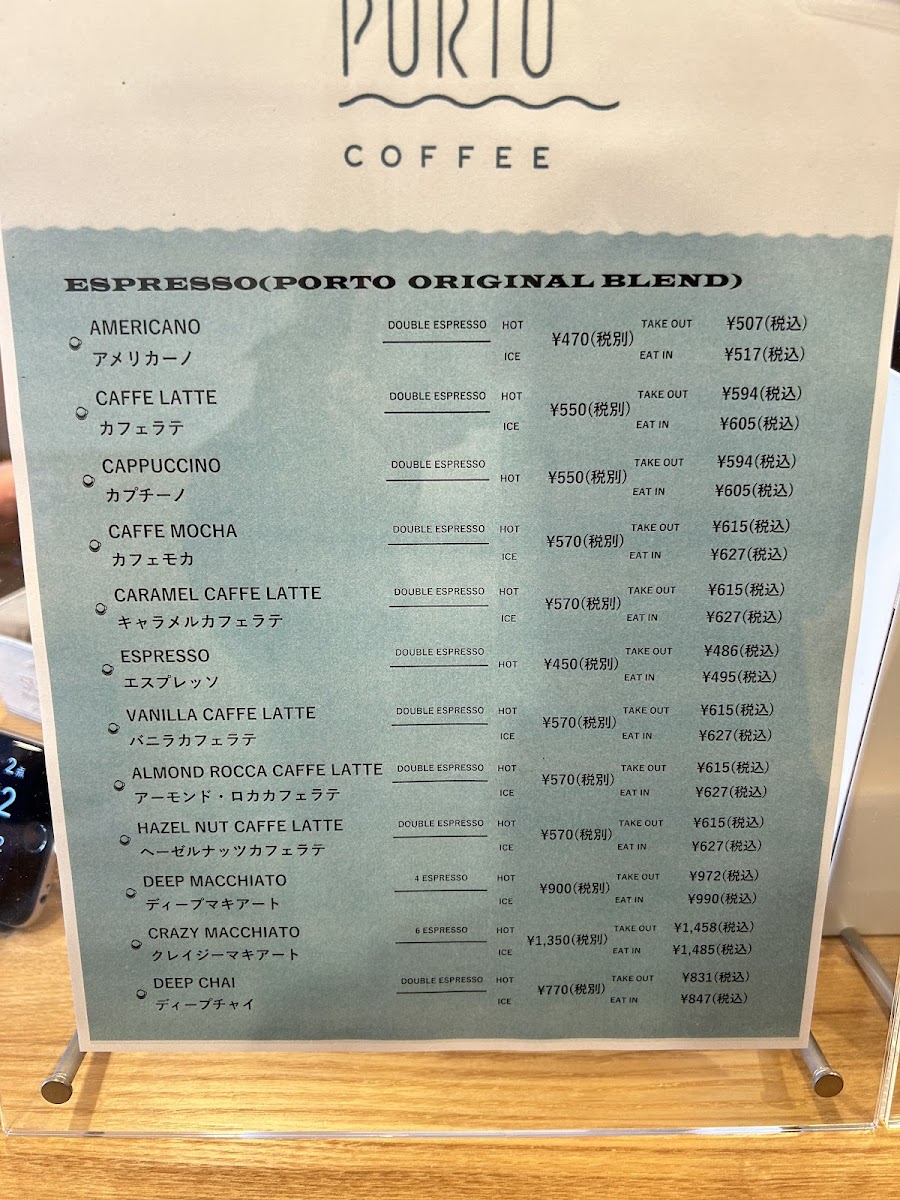 PORTO
COFFEE
ESPRESSO(PORTO ORIGINAL BLEND)
AMERICANO DOUBLE ESPRESSO HOT TAKE OUT ¥507(税込)
アメリカーノ ICE ¥470(税別) EAT IN ¥517(税込)
CAFFE LATTE DOUBLE ESPRESSO HOT TAKE OUT ¥594(税込)
カフェラテ ICE ¥550(税別) EAT IN ¥605(税込)
CAPPUCCINO DOUBLE ESPRESSO TAKE OUT ¥594(税込)
カプチーノ HOT ¥550(税別) EAT IN ¥605(税込)
CAFFE MOCHA DOUBLE ESPRESSO HOT TAKE OUT ¥615(税込)
カフェモカ ICE ¥570(税別) EAT IN ¥627(税込)
CARAMEL CAFFE LATTE DOUBLE ESPRESSO HOT TAKE OUT ¥615(税込)
キャラメルカフェラテ ICE ¥570(税別) EAT IN ¥627(税込)
ESPRESSO DOUBLE ESPRESSO TAKE OUT ¥486(税込)
エスプレッソ HOT ¥450(税別) EAT IN ¥495(税込)
VANILLA CAFFE LATTE DOUBLE ESPRESSO HOT TAKE OUT ¥615(税込)
バニラカフェラテ ICE ¥570(税別) EAT IN ¥627(税込)
ALMOND ROCCA CAFFE LATTE DOUBLE ESPRESSO HOT TAKE OUT ¥615(税込)
アーモンド・ロカカフェラテ ICE ¥570(税別) EAT IN ¥627(税込)
HAZEL NUT CAFFE LATTE DOUBLE ESPRESSO HOT TAKE OUT ¥615(税込)
ヘーゼルナッツカフェラテ ICE ¥570(税別) EAT IN ¥627(税込)
DEEP MACCHIATO 4 ESPRESSO HOT TAKE OUT ¥972(税込)
ディープマキアート ICE ¥900(税別) EAT IN ¥990(税込)
CRAZY MACCHIATO 6 ESPRESSO HOT TAKE OUT ¥1,458(税込)
クレイジーマキアート ICE ¥1,350(税別) EAT IN ¥1,485(税込)
DEEP CHAI DOUBLE ESPRESSO HOT TAKE OUT ¥831(税込)
ディープチャイ ICE ¥770(税別) EAT IN ¥847(税込)
2点
2